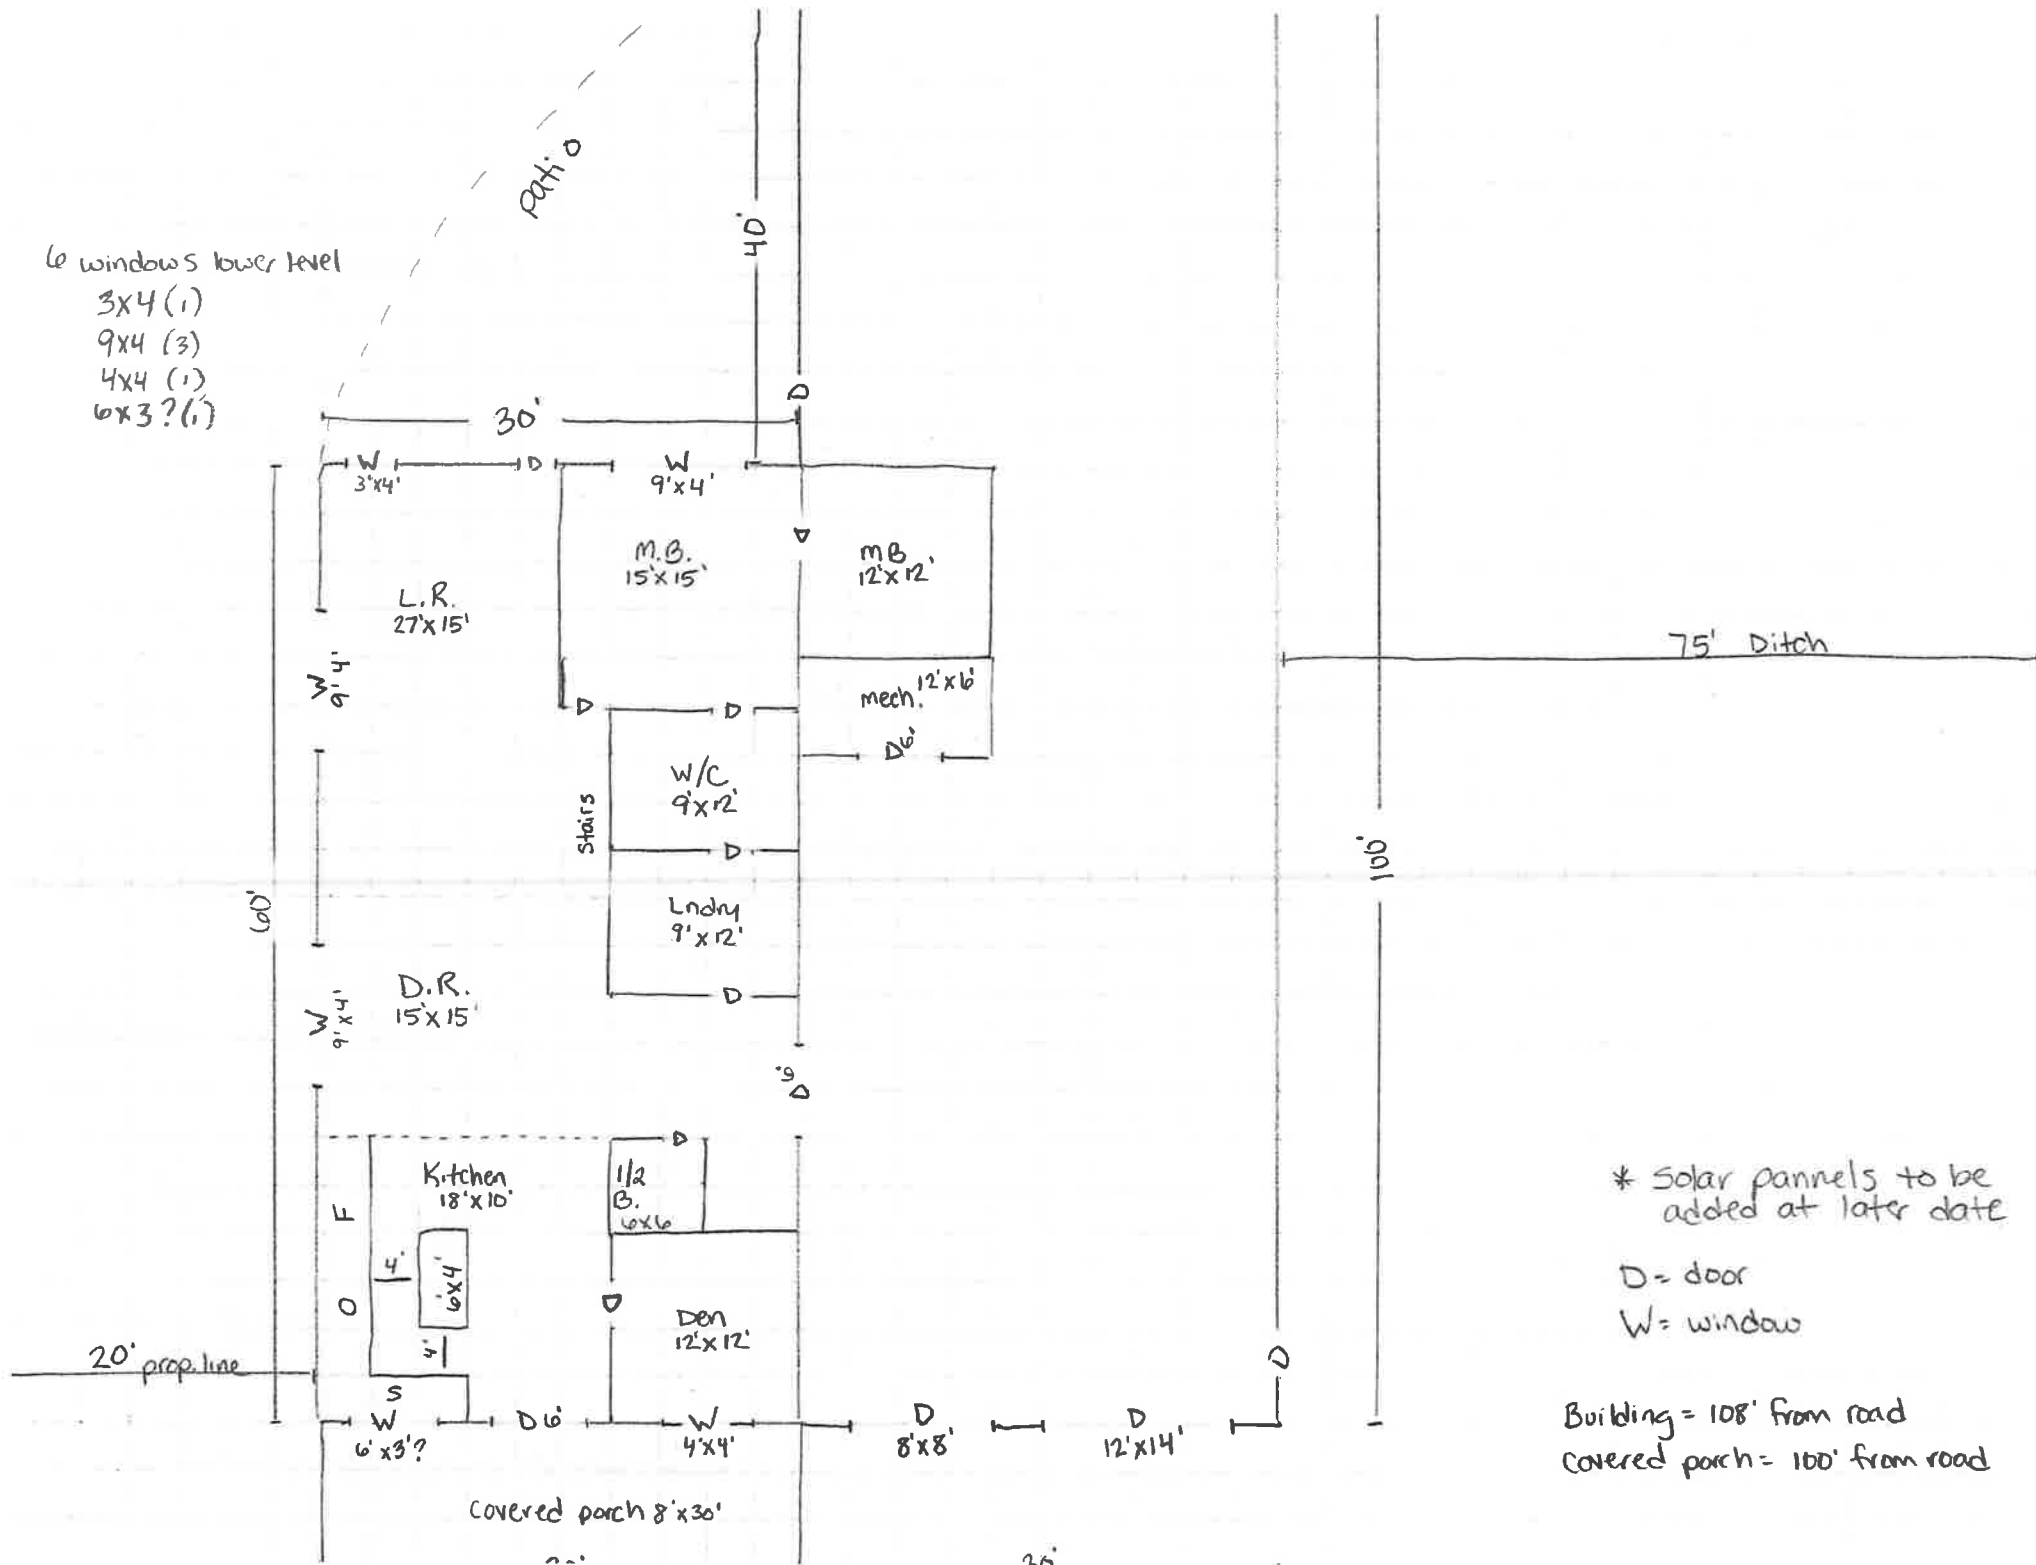 Patio
40'
6 windows lower level
3x4 (1)
9x4 (3)
4x4 (1)
6x3? (1)
D
30'
W
3'x4'
D
W
9'x4'
M.B.
15'x15'
D
MB
12'x12'
L.R.
27'x15'
75' Ditch
W
9' 4'
mech. 12'x6'
D
D
D 6'
W/C
9'x12'
Stairs
D
100'
60'
Lndry
9'x12'
D.R.
15'x15'
D
W
9'x4'
D 6'
D
Kitchen
18'x10'
1/2
B.
6x6
F
O
4'
6'x4'
4'
D
Den
12'x12'
* Solar pannels to be
added at later date
D = door
W = window
20' prop. line
S
D
W
6'x3'?
D 6'
W
4'x4'
D
8'x8'
D
12'x14'
Building = 108' from road
Covered porch = 100' from road
Covered porch 8'x30'